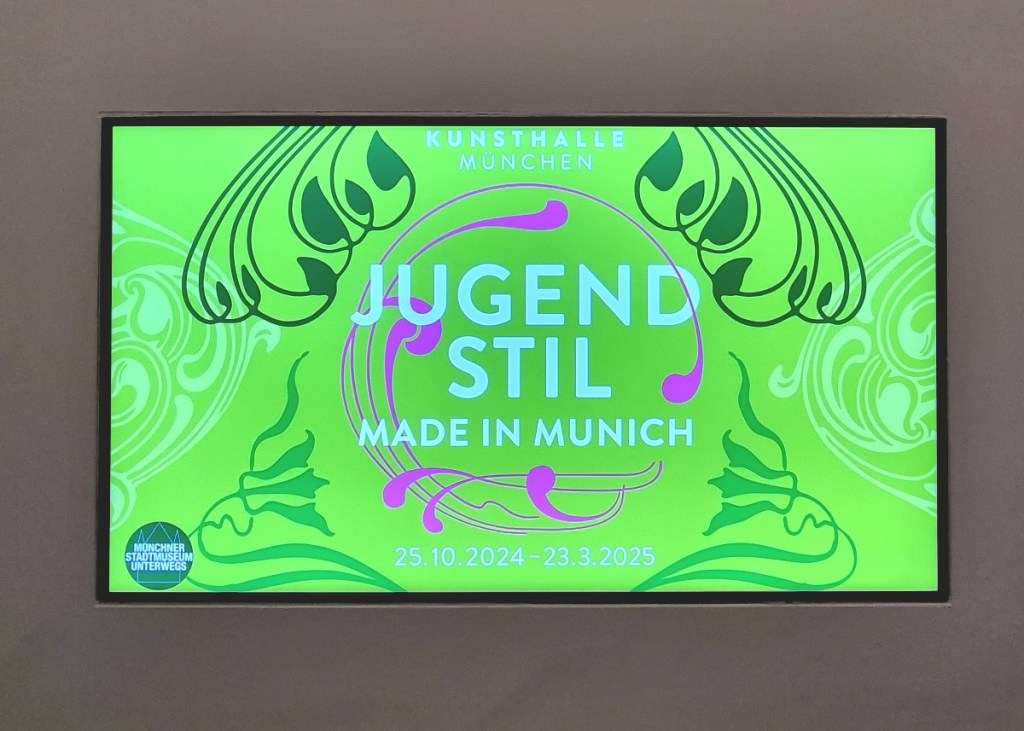 KUNSTHALLE
MÜNCHEN
JUGEND
STIL
MADE IN MUNICH
25.10.2024–23.3.2025
MÜNCHNER
STADTMUSEUM
UNTERWEGS